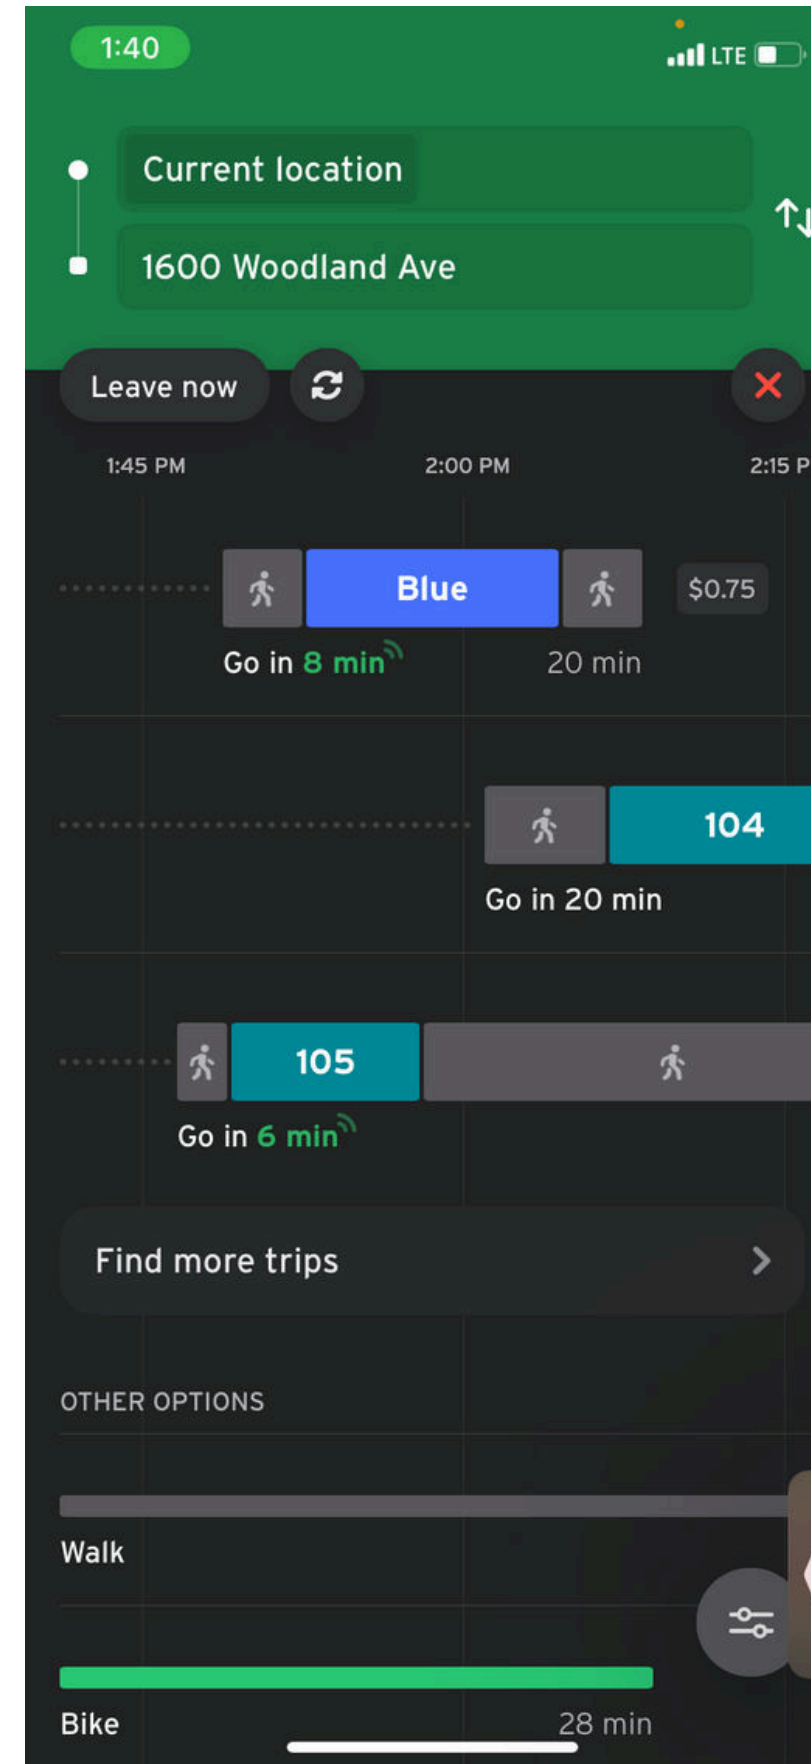 1:40
LTE
Current location
1600 Woodland Ave
Leave now
1:45 PM 2:00 PM 2:15 P
Blue $0.75
Go in 8 min 20 min
104
Go in 20 min
105
Go in 6 min
Find more trips
OTHER OPTIONS
Walk
Bike 28 min